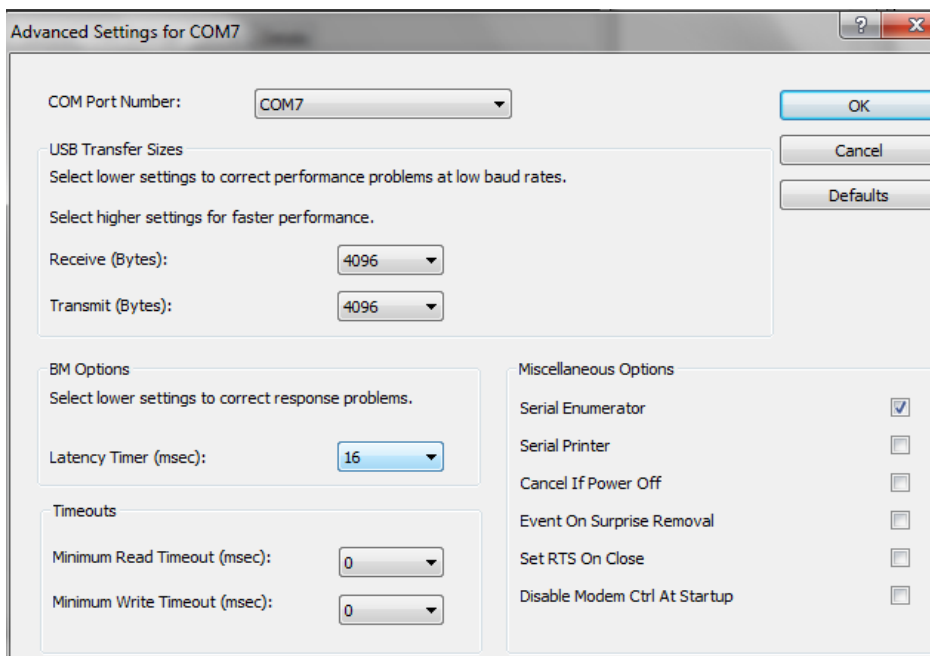 Advanced Settings for COM7
COM Port Number:
COM7
OK
USB Transfer Sizes
Cancel
Select lower settings to correct performance problems at low baud rates.
Defaults
Select higher settings for faster performance.
Receive (Bytes):
4096
Transmit (Bytes):
4096
BM Options
Select lower settings to correct response problems.
Latency Timer (msec):
16
Timeouts
Minimum Read Timeout (msec):
0
Minimum Write Timeout (msec):
0
Miscellaneous Options
Serial Enumerator
Serial Printer
Cancel If Power Off
Event On Surprise Removal
Set RTS On Close
Disable Modem Ctrl At Startup